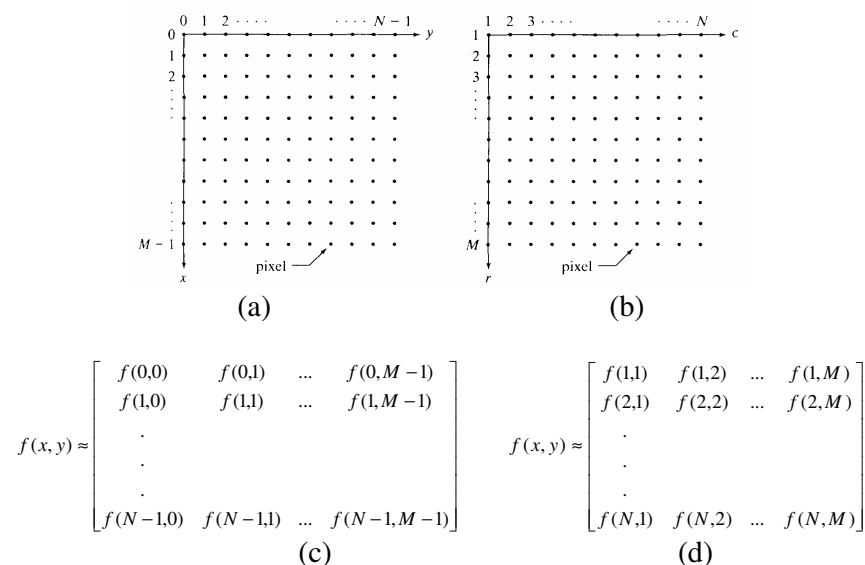 0 1 2 · · · · · · · · N − 1
0 y
1
2
·
·
·
·
·
·
·
M − 1
pixel
x
(a)
1 2 3 · · · · · · · · N
1 c
2
3
·
·
·
·
·
·
·
M
pixel
r
(b)
f(x, y) ≈
f(0,0) f(0,1) ... f(0, M −1)
f(1,0) f(1,1) ... f(1, M −1)
.
.
.
f(N −1,0) f(N −1,1) ... f(N −1, M −1)
(c)
f(x, y) ≈
f(1,1) f(1,2) ... f(1, M)
f(2,1) f(2,2) ... f(2, M)
.
.
.
f(N,1) f(N,2) ... f(N, M)
(d)